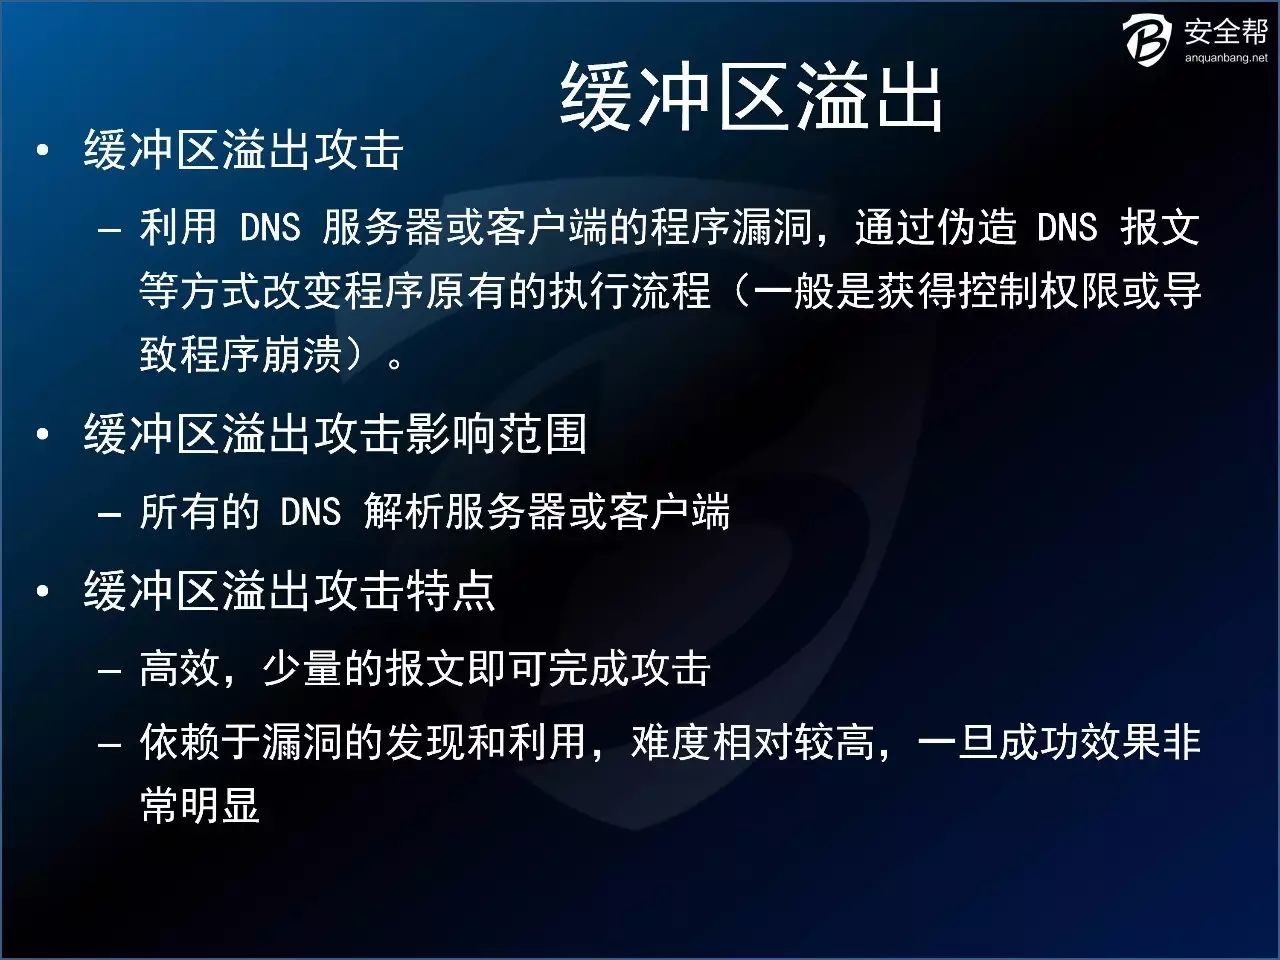 安全帮
anquanbang.net
缓冲区溢出
• 缓冲区溢出攻击
– 利用 DNS 服务器或客户端的程序漏洞，通过伪造 DNS 报文
等方式改变程序原有的执行流程（一般是获得控制权限或导
致程序崩溃）。
• 缓冲区溢出攻击影响范围
– 所有的 DNS 解析服务器或客户端
• 缓冲区溢出攻击特点
– 高效，少量的报文即可完成攻击
– 依赖于漏洞的发现和利用，难度相对较高，一旦成功效果非
常明显